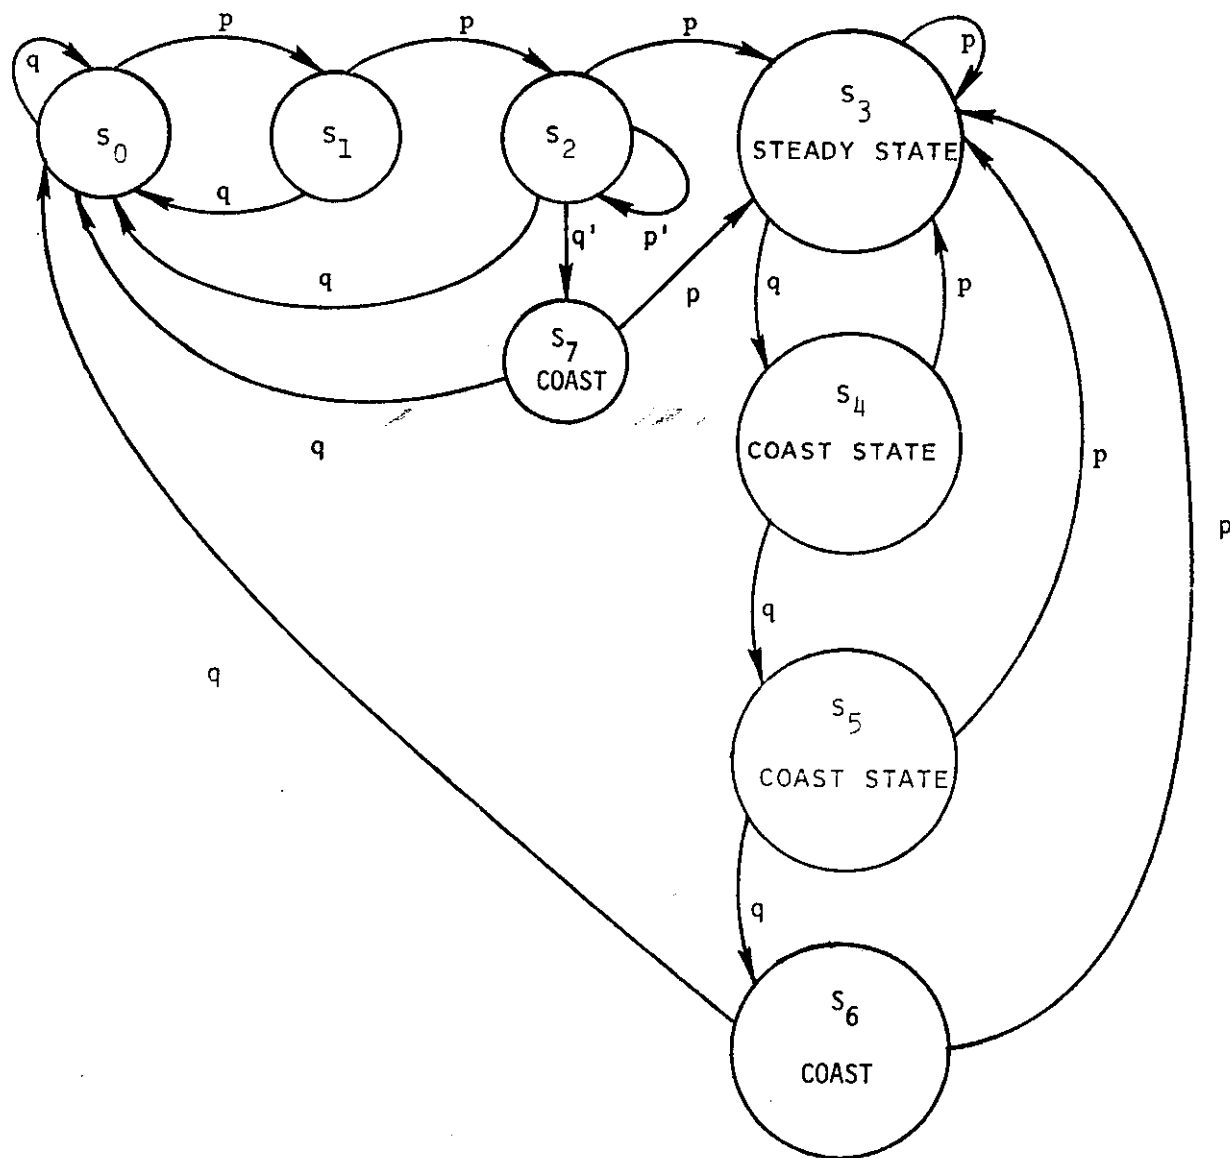 p
p
p
p
q
s₀
s₁
s₂
s₃
STEADY STATE
q
p'
q'
q
p
q
p
s₇
COAST
s₄
COAST STATE
q
p
p
q
q
s₅
COAST STATE
q
s₆
COAST